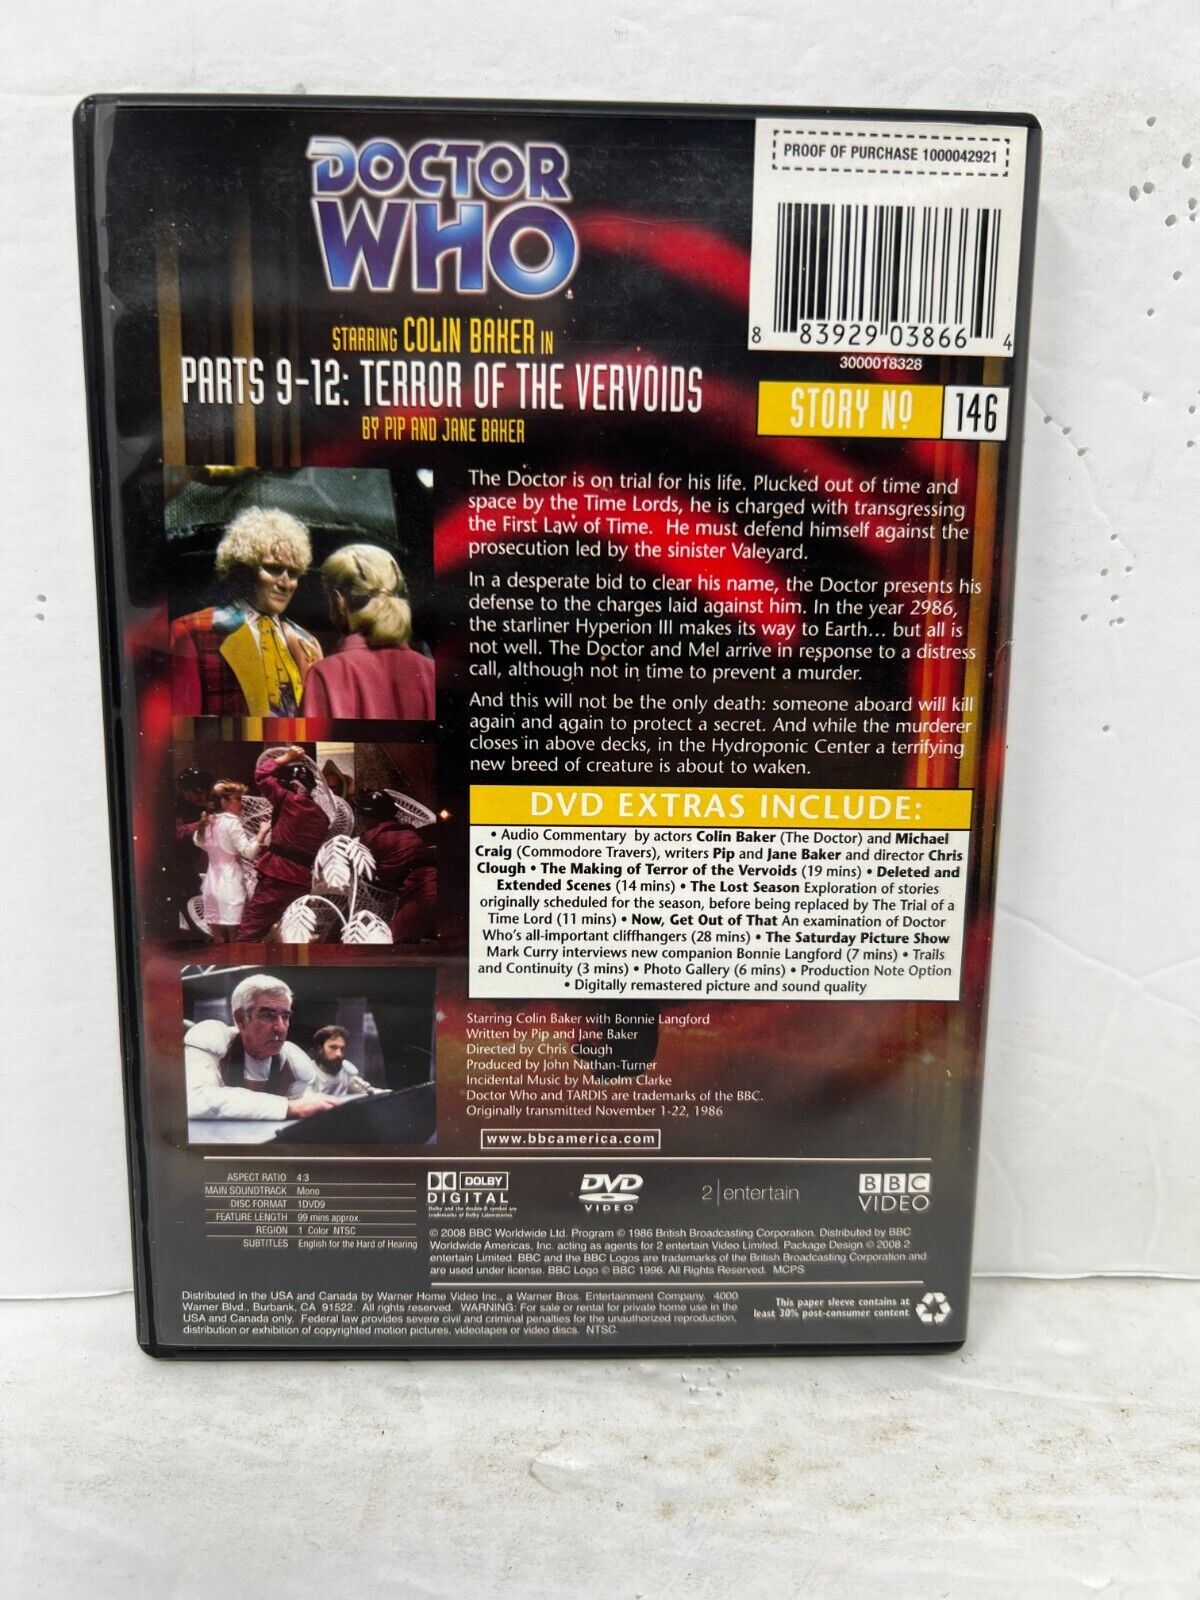 DOCTOR
WHO
PROOF OF PURCHASE 1000042921
8 83929 03866 4
3000018328
STARRING COLIN BAKER IN
PARTS 9-12: TERROR OF THE VERVOIDS
BY PIP AND JANE BAKER
STORY NO 146
The Doctor is on trial for his life. Plucked out of time and
space by the Time Lords, he is charged with transgressing
the First Law of Time. He must defend himself against the
prosecution led by the sinister Valeyard.
In a desperate bid to clear his name, the Doctor presents his
defense to the charges laid against him. In the year 2986,
the starliner Hyperion III makes its way to Earth... but all is
not well. The Doctor and Mel arrive in response to a distress
call, although not in time to prevent a murder.
And this will not be the only death: someone aboard will kill
again and again to protect a secret. And while the murderer
closes in above decks, in the Hydroponic Center a terrifying
new breed of creature is about to waken.
DVD EXTRAS INCLUDE:
• Audio Commentary by actors Colin Baker (The Doctor) and Michael
Craig (Commodore Travers), writers Pip and Jane Baker and director Chris
Clough • The Making of Terror of the Vervoids (19 mins) • Deleted and
Extended Scenes (14 mins) • The Lost Season Exploration of stories
originally scheduled for the season, before being replaced by The Trial of a
Time Lord (11 mins) • Now, Get Out of That An examination of Doctor
Who's all-important cliffhangers (28 mins) • The Saturday Picture Show
Mark Curry interviews new companion Bonnie Langford (7 mins) • Trails
and Continuity (3 mins) • Photo Gallery (6 mins) • Production Note Option
• Digitally remastered picture and sound quality
Starring Colin Baker with Bonnie Langford
Written by Pip and Jane Baker
Directed by Chris Clough
Produced by John Nathan-Turner
Incidental Music by Malcolm Clarke
Doctor Who and TARDIS are trademarks of the BBC.
Originally transmitted November 1-22, 1986
www.bbcamerica.com
ASPECT RATIO 4:3
MAIN SOUNDTRACK Mono
DISC FORMAT 1DVD9
FEATURE LENGTH 99 mins approx.
REGION 1 Color NTSC
SUBTITLES English for the Hard of Hearing
DOLBY
DIGITAL
Dolby and the double-D symbol are
trademarks of Dolby Laboratories.
DVD
VIDEO
2|entertain
BBC
VIDEO
© 2008 BBC Worldwide Ltd. Program © 1986 British Broadcasting Corporation. Distributed by BBC
Worldwide Americas, Inc. acting as agents for 2 entertain Video Limited. Package Design © 2008 2
entertain Limited. BBC and the BBC Logos are trademarks of the British Broadcasting Corporation and
are used under license. BBC Logo © BBC 1996. All Rights Reserved. MCPS
Distributed in the USA and Canada by Warner Home Video Inc., a Warner Bros. Entertainment Company. 4000
Warner Blvd., Burbank, CA 91522. All rights reserved. WARNING: For sale or rental for private home use in the
USA and Canada only. Federal law provides severe civil and criminal penalties for the unauthorized reproduction,
distribution or exhibition of copyrighted motion pictures, videotapes or video discs. NTSC.
This paper sleeve contains at
least 30% post-consumer content